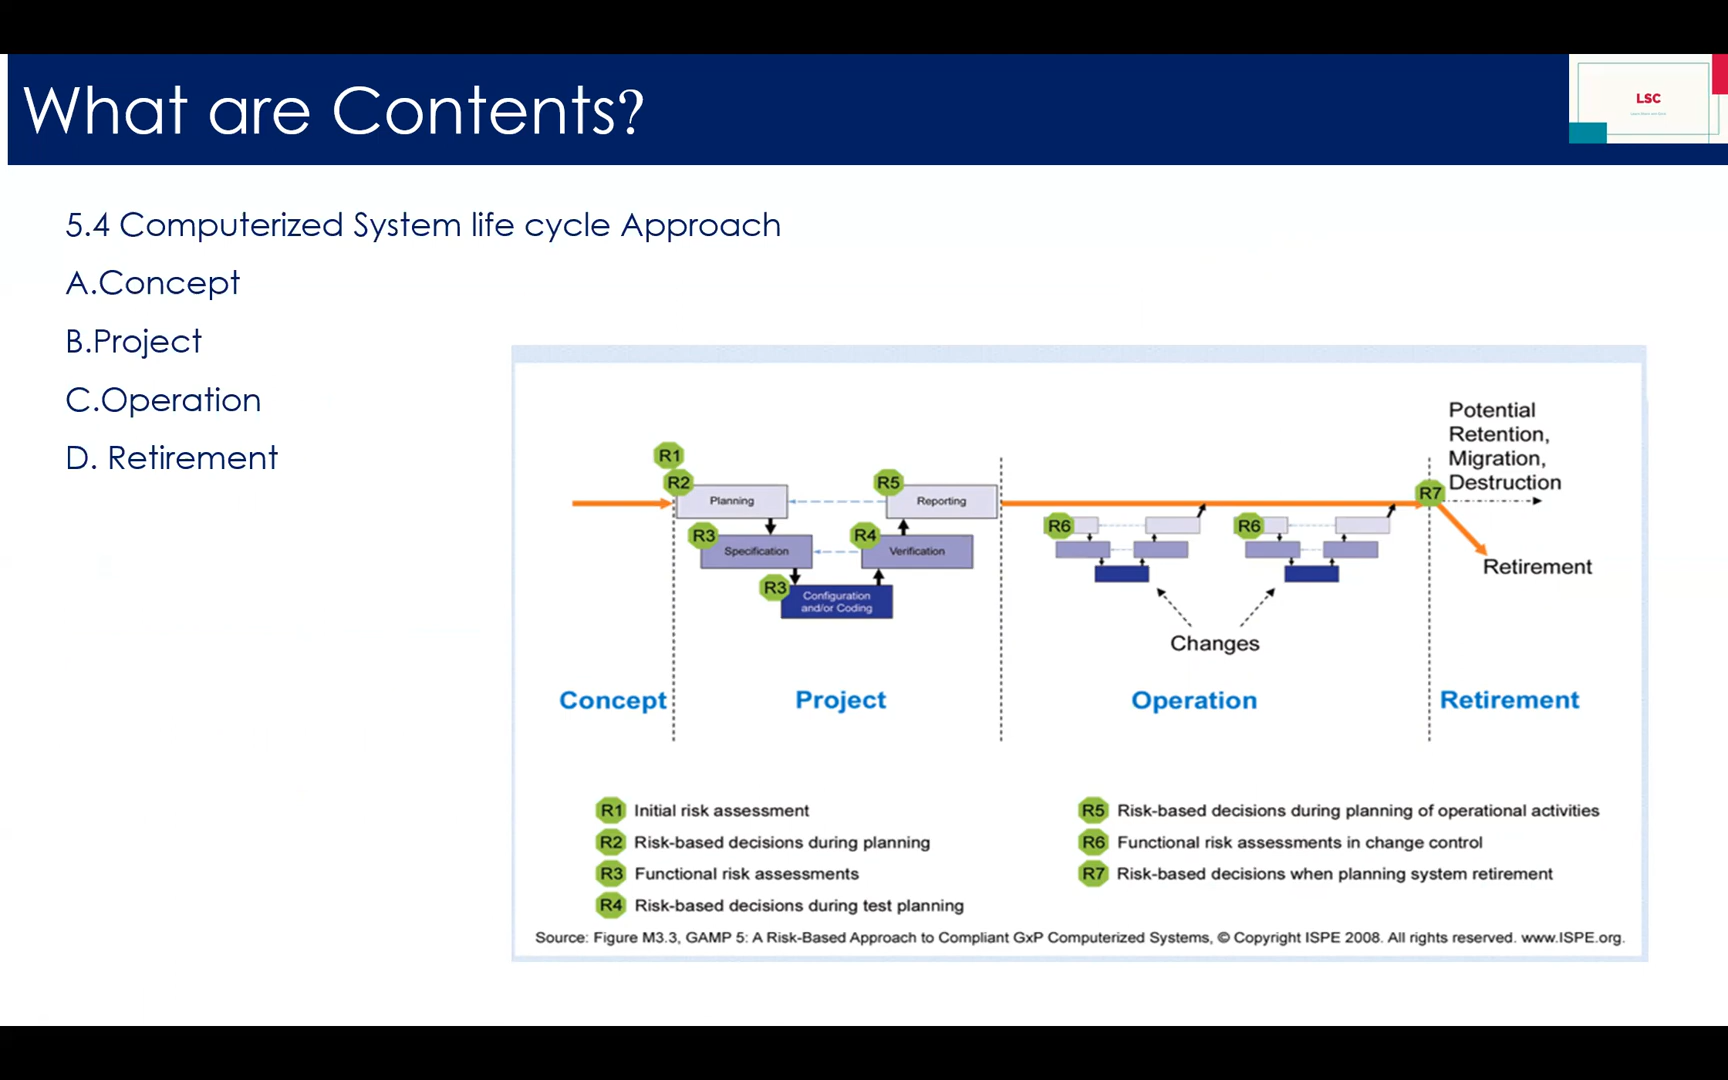 What are Contents?
LSC
5.4 Computerized System life cycle Approach
A.Concept
B.Project
C.Operation
D. Retirement
Potential
Retention,
Migration,
Destruction
R1
R2
Planning
R5
Reporting
R7
R3
Specification
R4
Verification
R6
R6
R3
Configuration
and/or Coding
Retirement
Changes
Concept
Project
Operation
Retirement
R1 Initial risk assessment
R2 Risk-based decisions during planning
R3 Functional risk assessments
R4 Risk-based decisions during test planning
R5 Risk-based decisions during planning of operational activities
R6 Functional risk assessments in change control
R7 Risk-based decisions when planning system retirement
Source: Figure M3.3, GAMP 5: A Risk-Based Approach to Compliant GxP Computerized Systems, © Copyright ISPE 2008. All rights reserved. www.ISPE.org.